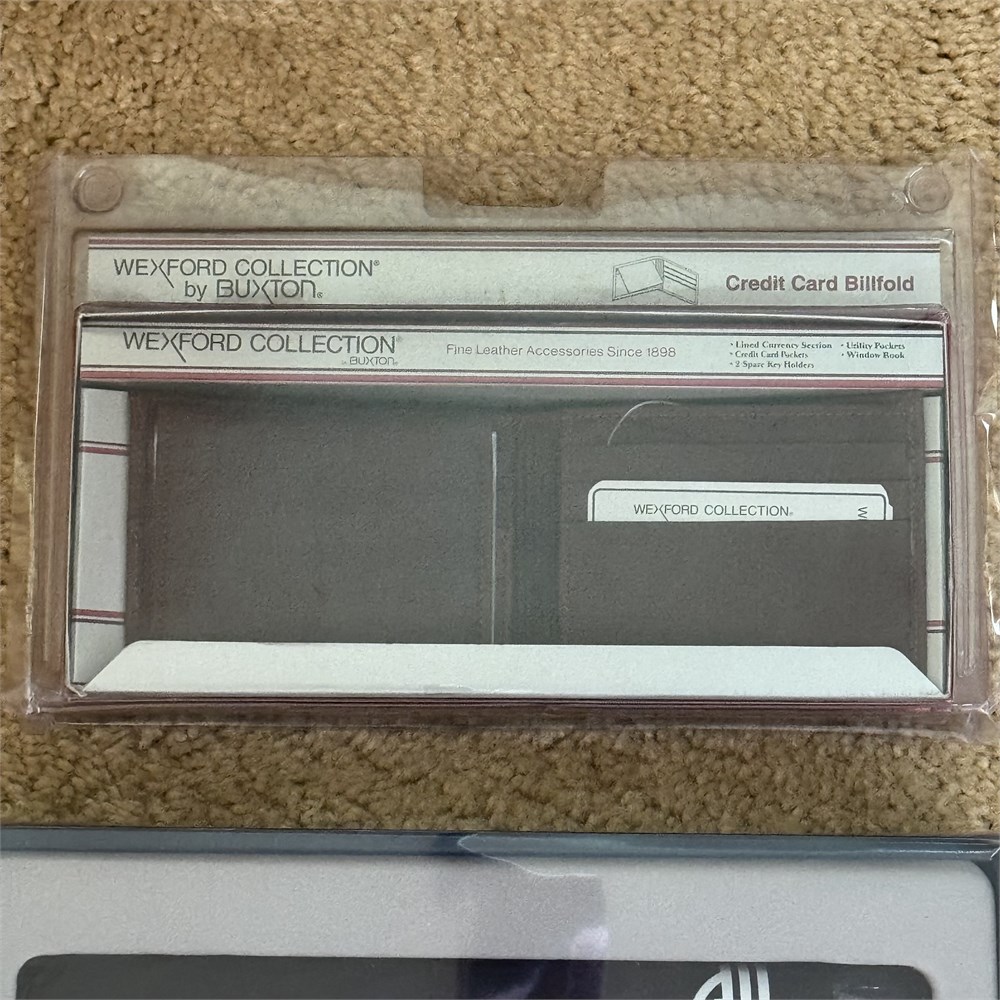 WEXFORD COLLECTION®
by BUXTON®
Credit Card Billfold
WEXFORD COLLECTION®
by BUXTON®
Fine Leather Accessories Since 1898
• Lined Currency Section • Utility Pockets
• Credit Card Pockets • Window Book
• 2 Spare Key Holders
WEXFORD COLLECTION®
W